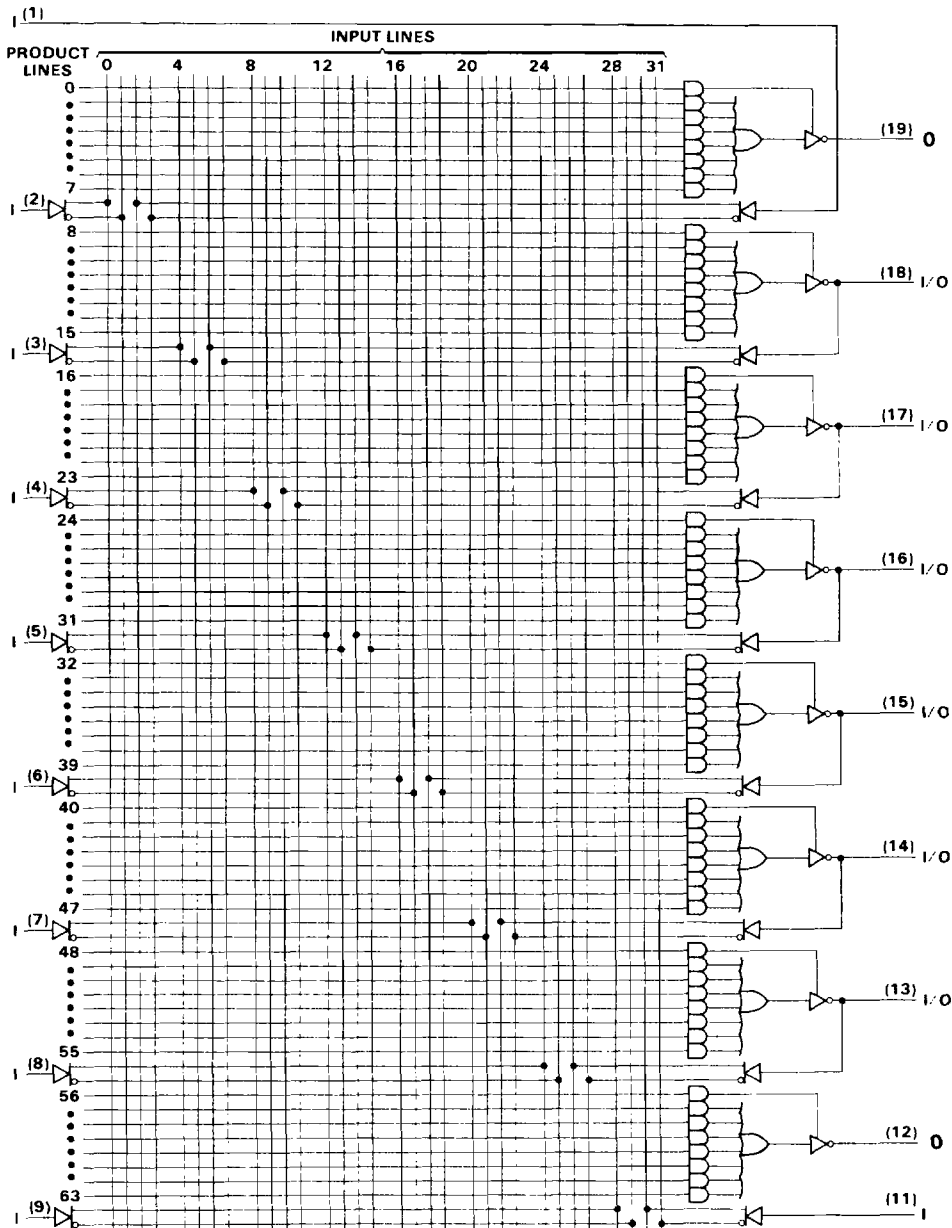 I (1)
INPUT LINES
PRODUCT LINES
0 4 8 10 12 16 20 24 28 31
0
(19) O
7
I (2)
8
(18) I/O
15
I (3)
16
(17) I/O
23
I (4)
24
(16) I/O
31
I (5)
32
(15) I/O
39
I (6)
40
(14) I/O
47
I (7)
48
(13) I/O
55
I (8)
56
(12) O
63
I (9)
(11) I